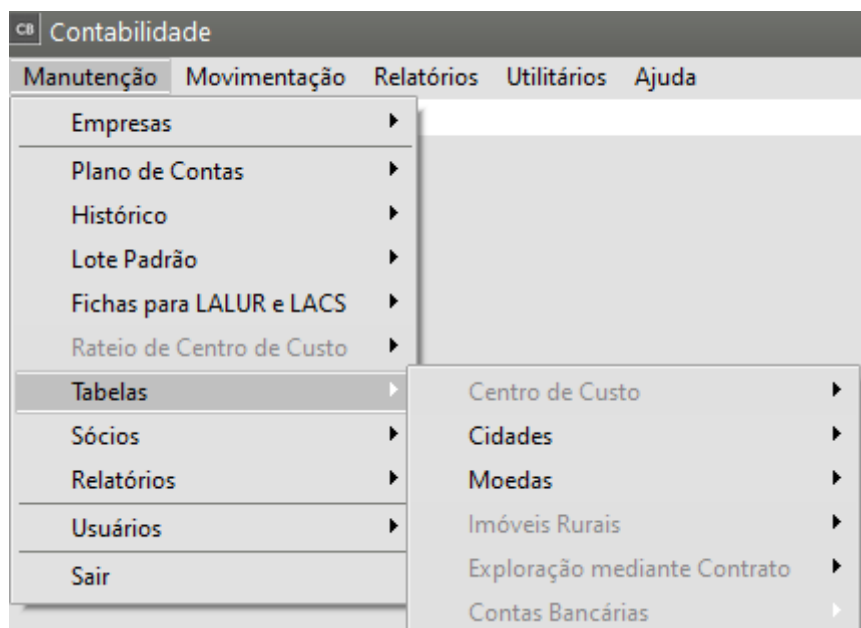 CB Contabilidade
Manutenção Movimentação Relatórios Utilitários Ajuda
Empresas
Plano de Contas
Histórico
Lote Padrão
Fichas para LALUR e LACS
Rateio de Centro de Custo
Tabelas
Sócios
Relatórios
Usuários
Sair
Centro de Custo
Cidades
Moedas
Imóveis Rurais
Exploração mediante Contrato
Contas Bancárias